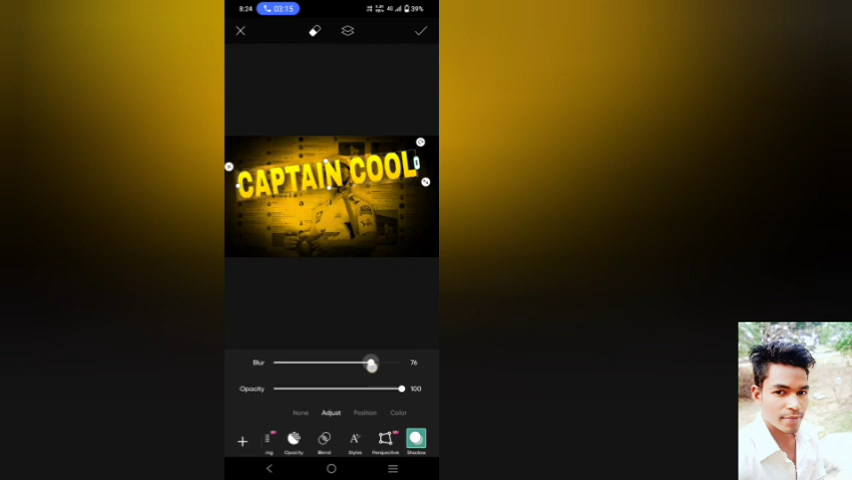 8:24 03:15 4G 39%
CAPTAIN COOL
Blur 76
Opacity 100
None Adjust Position Color
Opacity Blend Styles Perspective Shadow